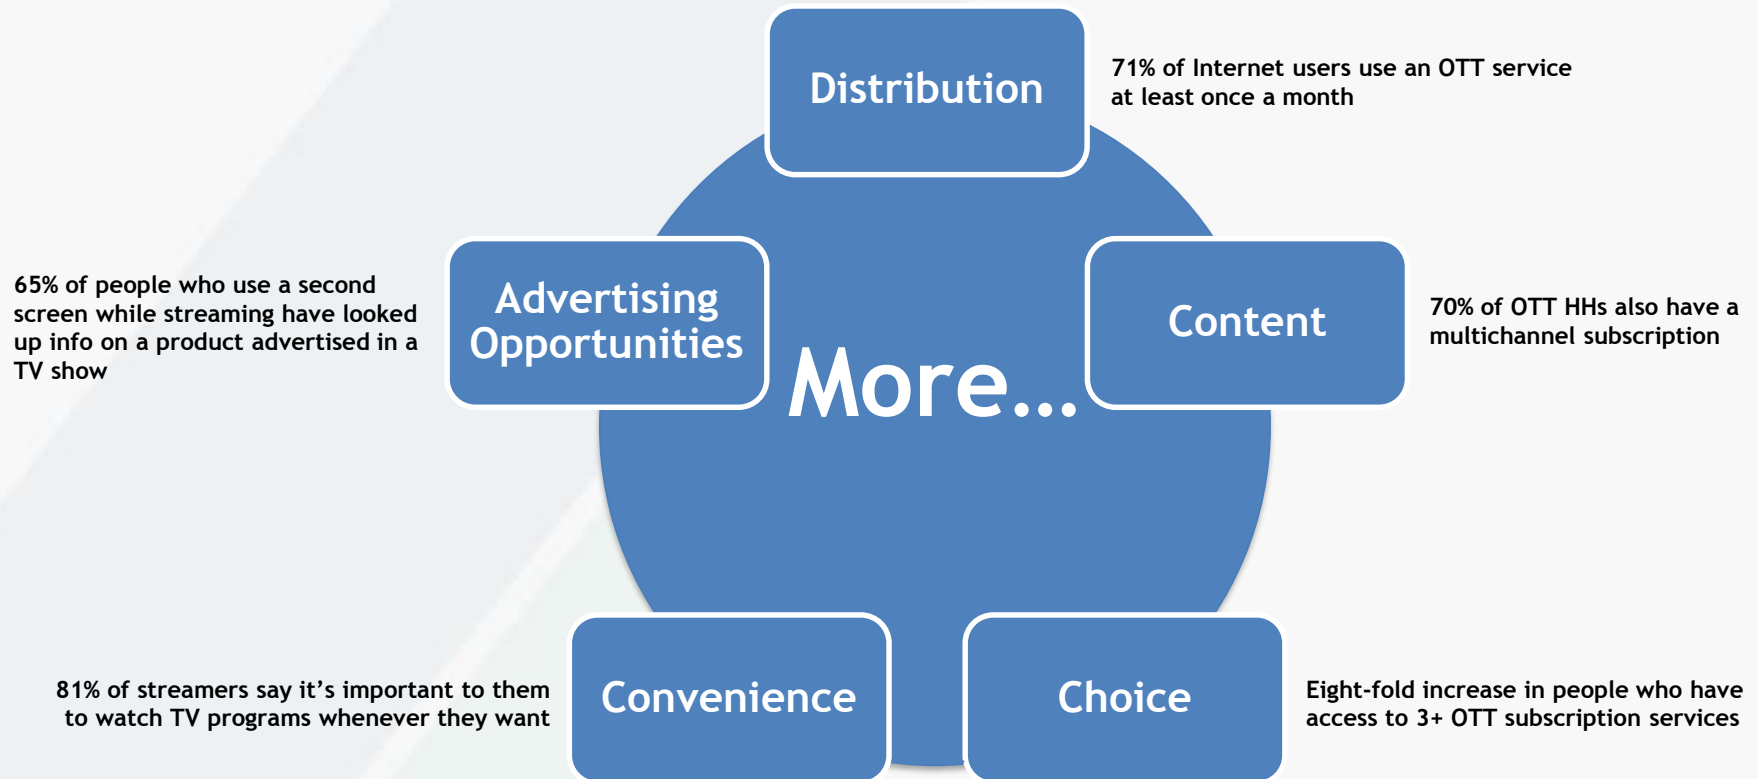 Distribution
71% of Internet users use an OTT service
at least once a month
Advertising
Opportunities
65% of people who use a second
screen while streaming have looked
up info on a product advertised in a
TV show
Content
70% of OTT HHs also have a
multichannel subscription
More…
Convenience
81% of streamers say it’s important to them
to watch TV programs whenever they want
Choice
Eight-fold increase in people who have
access to 3+ OTT subscription services